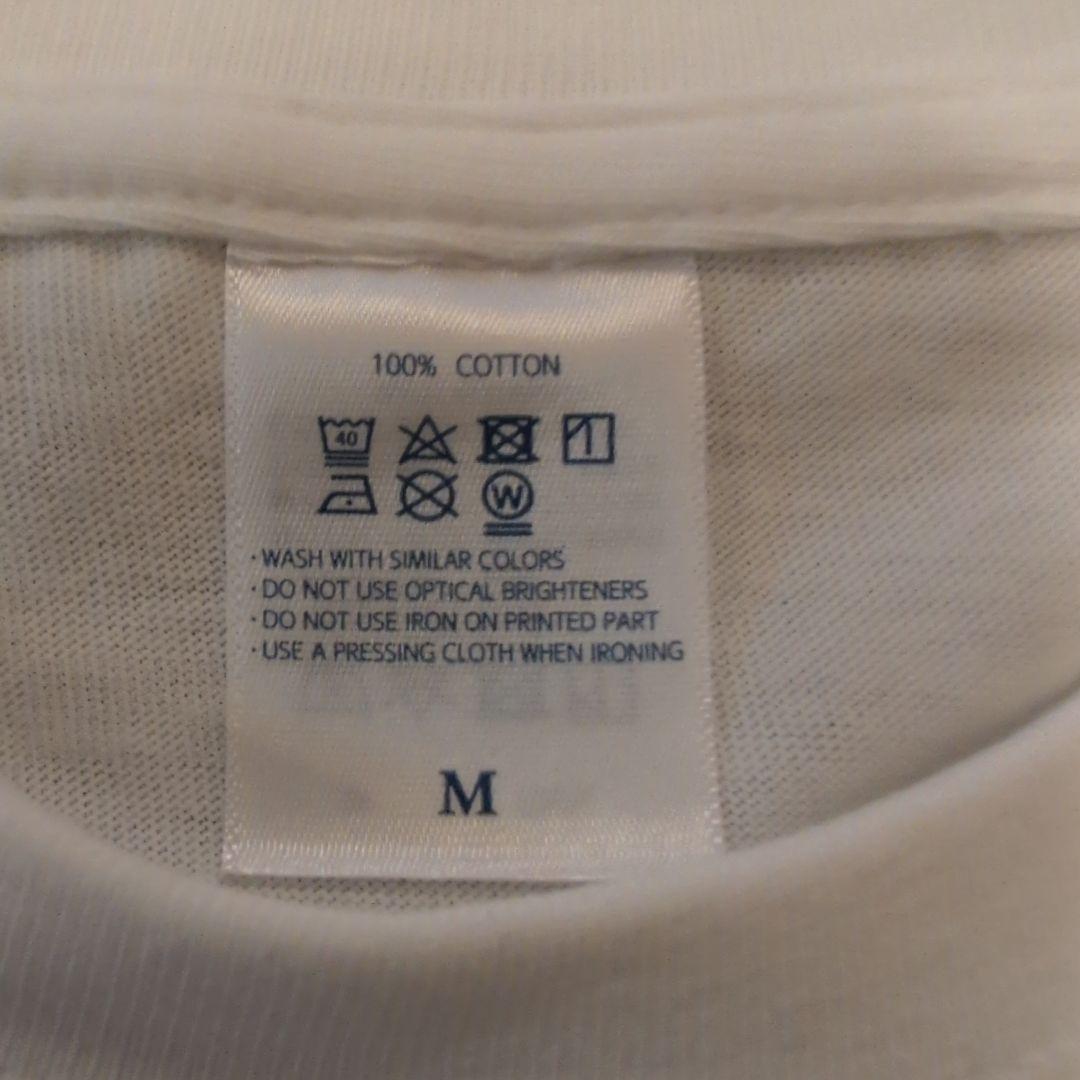 100% COTTON
40
W
· WASH WITH SIMILAR COLORS
· DO NOT USE OPTICAL BRIGHTENERS
· DO NOT USE IRON ON PRINTED PART
· USE A PRESSING CLOTH WHEN IRONING
M